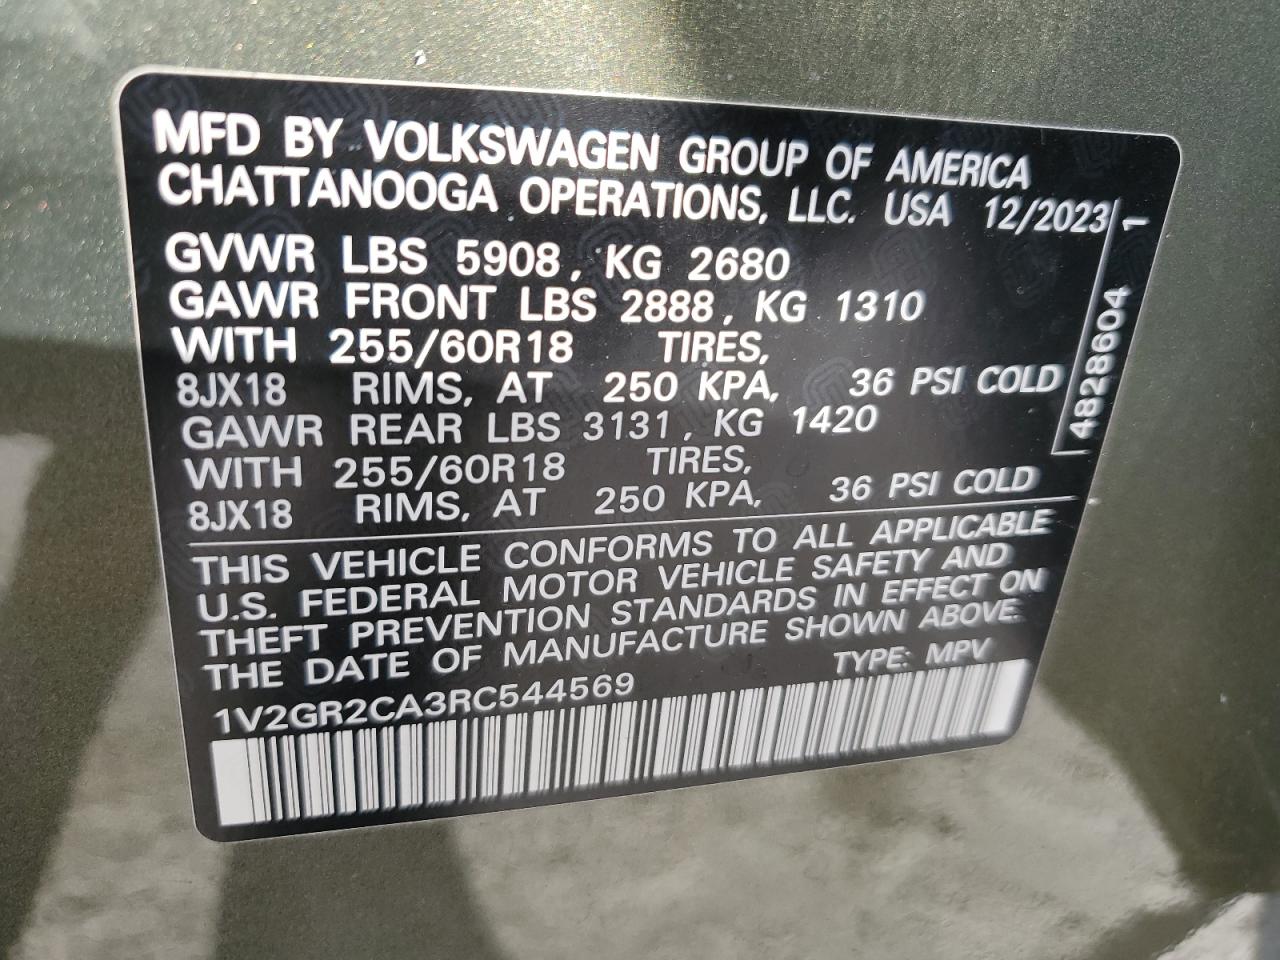 MFD BY VOLKSWAGEN GROUP OF AMERICA
CHATTANOOGA OPERATIONS, LLC. USA 12/2023
GVWR LBS 5908, KG 2680
GAWR FRONT LBS 2888, KG 1310
WITH 255/60R18 TIRES,
8JX18 RIMS, AT 250 KPA, 36 PSI COLD
GAWR REAR LBS 3131, KG 1420
WITH 255/60R18 TIRES,
8JX18 RIMS, AT 250 KPA, 36 PSI COLD
THIS VEHICLE CONFORMS TO ALL APPLICABLE
U.S. FEDERAL MOTOR VEHICLE SAFETY AND
THEFT PREVENTION STANDARDS IN EFFECT ON
THE DATE OF MANUFACTURE SHOWN ABOVE.
TYPE: MPV
1V2GR2CA3RC544569
4828604 1